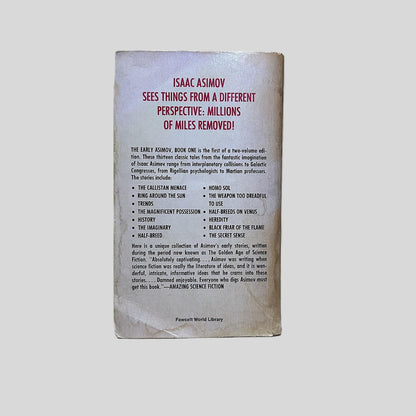 ISAAC ASIMOV
SEES THINGS FROM A DIFFERENT
PERSPECTIVE: MILLIONS
OF MILES REMOVED!
THE EARLY ASIMOV, BOOK ONE is the first of a two-volume edi-
tion. These thirteen classic tales from the fantastic imagination
of Isaac Asimov range from interplanetary collisions to Galactic
Congresses, from Rigellian psychologists to Martian professors.
The stories include:
• THE CALLISTAN MENACE
• RING AROUND THE SUN
• TRENDS
• THE MAGNIFICENT POSSESSION
• HISTORY
• THE IMAGINARY
• HALF-BREED
• HOMO SOL
• THE WEAPON TOO DREADFUL
TO USE
• HALF-BREEDS ON VENUS
• HEREDITY
• BLACK FRIAR OF THE FLAME
• THE SECRET SENSE
Here is a unique collection of Asimov's early stories, written
during the period now known as The Golden Age of Science
Fiction. "Absolutely captivating. . . . Asimov was writing when
science fiction was really the literature of ideas, and it is won-
derful, intricate, informative ideas that he crams into these
stories. . . . Damned enjoyable. Everyone who digs Asimov must
get this book."—AMAZING SCIENCE FICTION
Fawcett World Library